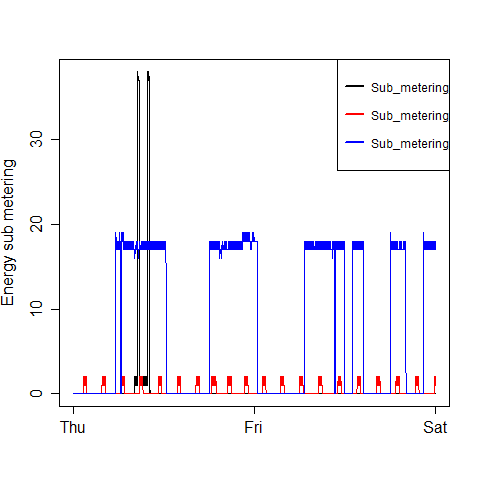 Energy sub metering
0
10
20
30
Thu
Fri
Sat
Sub_metering
Sub_metering
Sub_metering